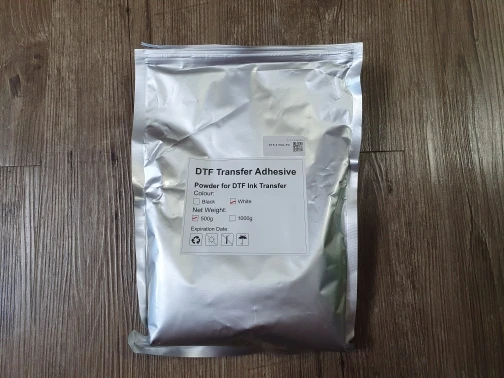 DTF Transfer Adhesive
Powder for DTF Ink Transfer
Colour:
Black White
Net Weight:
500g 1000g
Expiration Date: